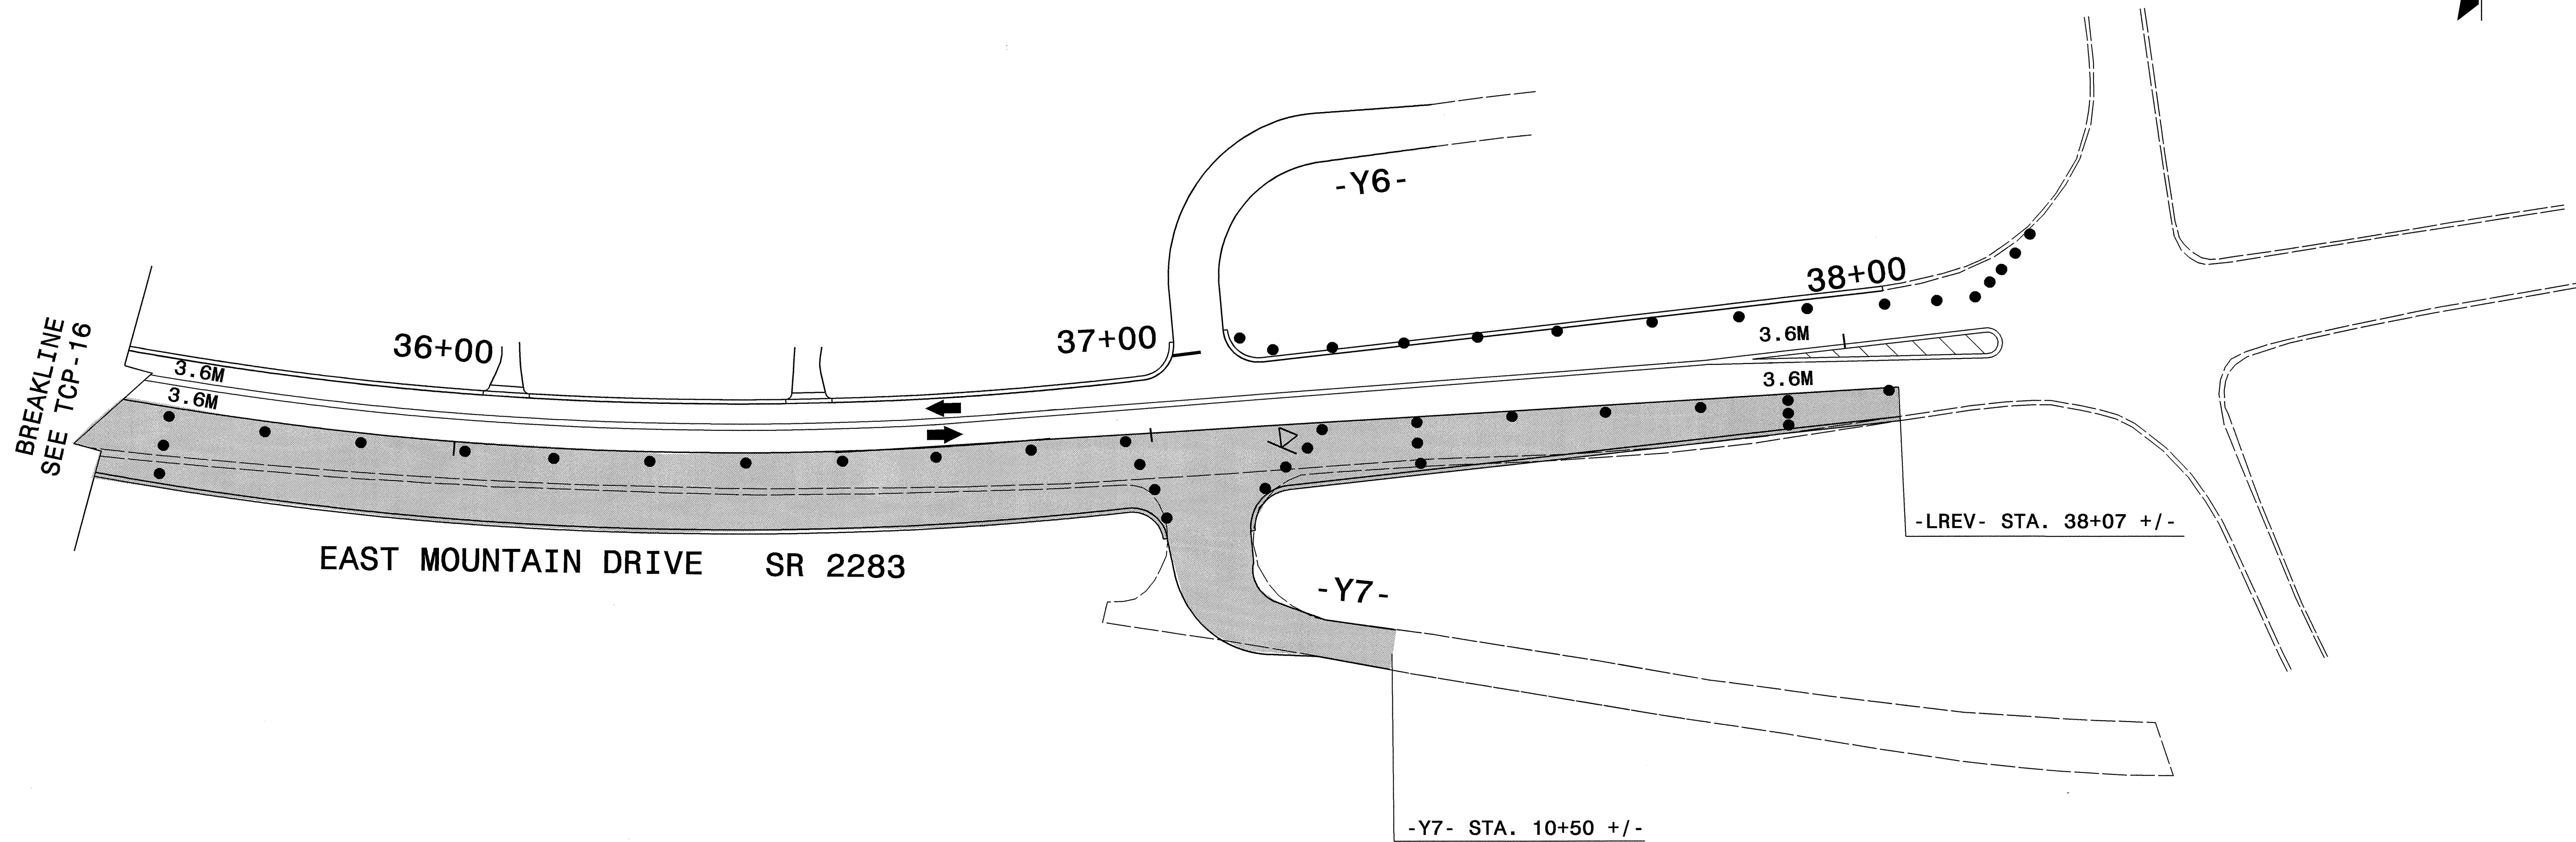 -Y6-
38+00
37+00
36+00
3.6M
3.6M
3.6M
3.6M
BREAKLINE
SEE TCP-16
-LREV- STA. 38+07 +/-
EAST MOUNTAIN DRIVE SR 2283
-Y7-
-Y7- STA. 10+50 +/-